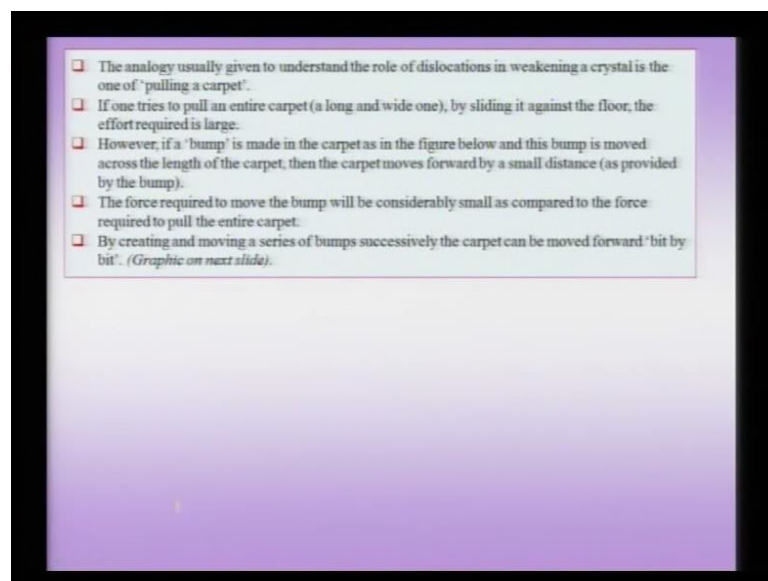 The analogy usually given to understand the role of dislocations in weakening a crystal is the
one of 'pulling a carpet'.
If one tries to pull an entire carpet (a long and wide one), by sliding it against the floor, the
effort required is large.
However, if a 'bump' is made in the carpet as in the figure below and this bump is moved
across the length of the carpet, then the carpet moves forward by a small distance (as provided
by the bump).
The force required to move the bump will be considerably small as compared to the force
required to pull the entire carpet.
By creating and moving a series of bumps successively the carpet can be moved forward 'bit by
bit'. (Graphic on next slide).